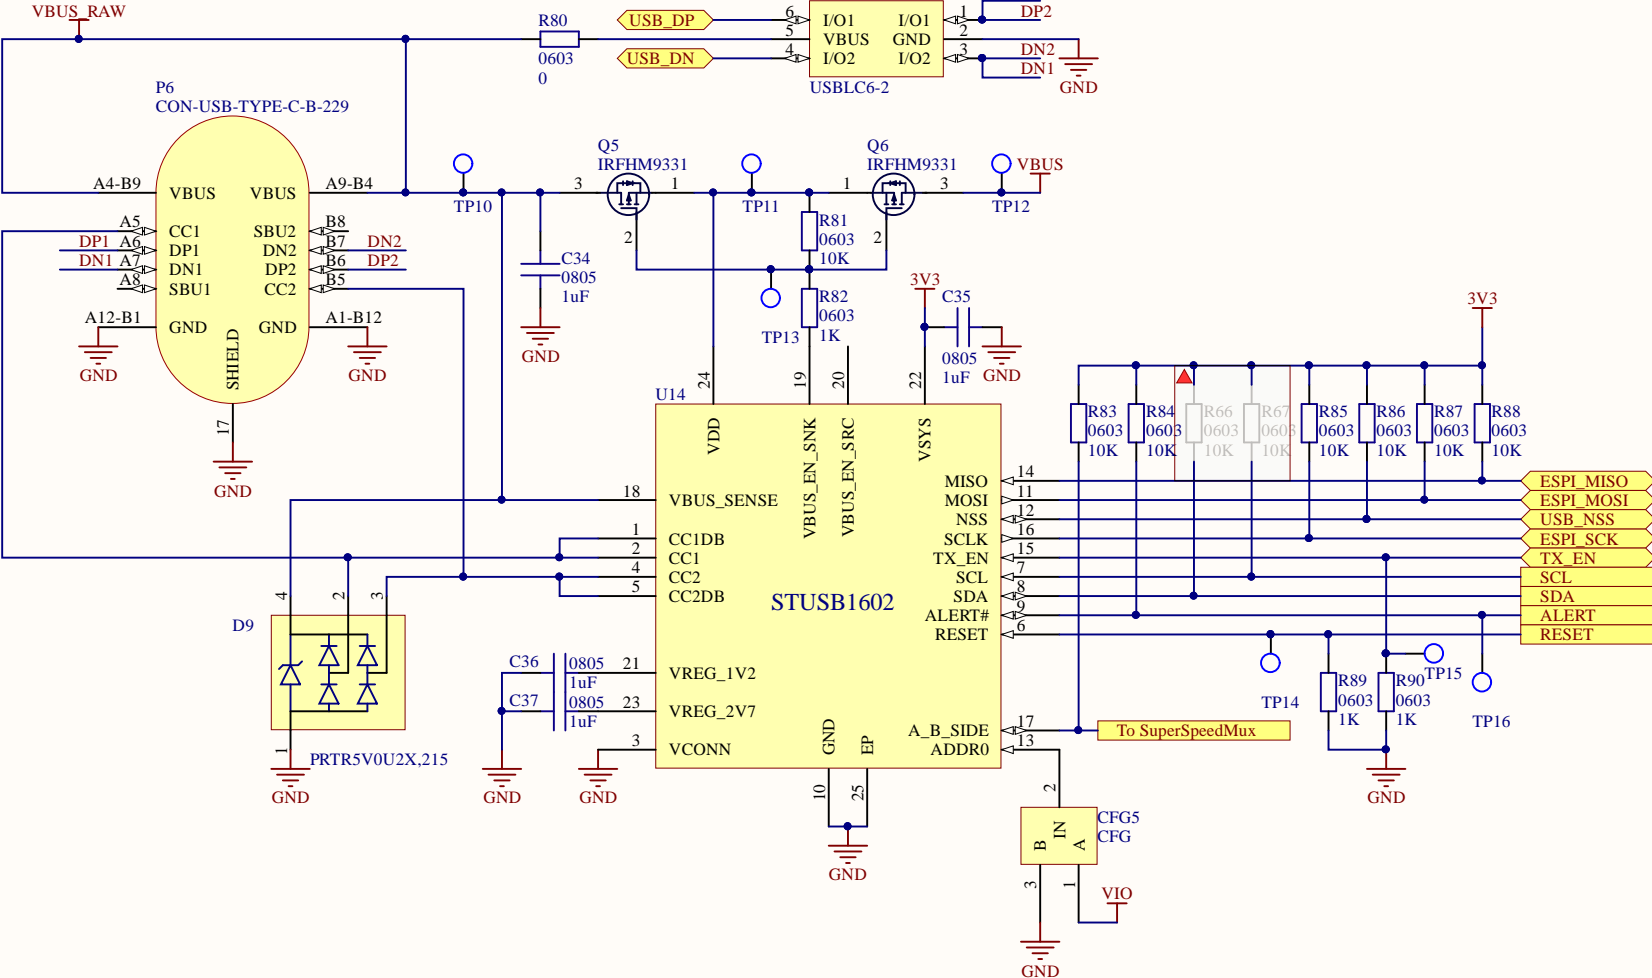 VBUS_RAW
R80
0603
0
USB_DP
USB_DN
6
5
4
I/O1
VBUS
I/O2
I/O1
GND
I/O2
1
2
3
DP2
DN2
DN1
GND
USBLC6-2
P6
CON-USB-TYPE-C-B-229
A4-B9
VBUS
VBUS
A9-B4
A5
CC1
SBU2
B8
DP1
A6
DP1
DN2
B7
DN2
DN1
A7
DN1
DP2
B6
DP2
A8
SBU1
CC2
B5
A12-B1
GND
GND
A1-B12
SHIELD
17
GND
GND
GND
TP10
Q5
IRFHM9331
3
1
2
TP11
Q6
IRFHM9331
1
3
2
TP12
VBUS
C34
0805
1uF
GND
R81
0603
10K
R82
0603
1K
TP13
3V3
C35
0805
1uF
GND
24
19
20
22
U14
VDD
VBUS_EN_SNK
VBUS_EN_SRC
VSYS
18
VBUS_SENSE
1
CC1DB
2
CC1
4
CC2
5
CC2DB
21
VREG_1V2
23
VREG_2V7
3
VCONN
STUSB1602
MISO
14
MOSI
11
NSS
12
SCLK
16
TX_EN
15
SCL
7
SDA
8
ALERT#
9
RESET
6
A_B_SIDE
17
ADDR0
13
GND
EP
10
25
GND
3V3
R83
0603
10K
R84
0603
10K
R66
0603
10K
R67
0603
10K
R85
0603
10K
R86
0603
10K
R87
0603
10K
R88
0603
10K
ESPI_MISO
ESPI_MOSI
USB_NSS
ESPI_SCK
TX_EN
SCL
SDA
ALERT
RESET
TP14
R89
0603
1K
R90
0603
1K
TP15
TP16
GND
To SuperSpeedMux
D9
4
2
3
1
PRTR5V0U2X,215
GND
C36
0805
1uF
C37
0805
1uF
GND
GND
2
CFG5
CFG
B
IN
A
3
1
VIO
GND